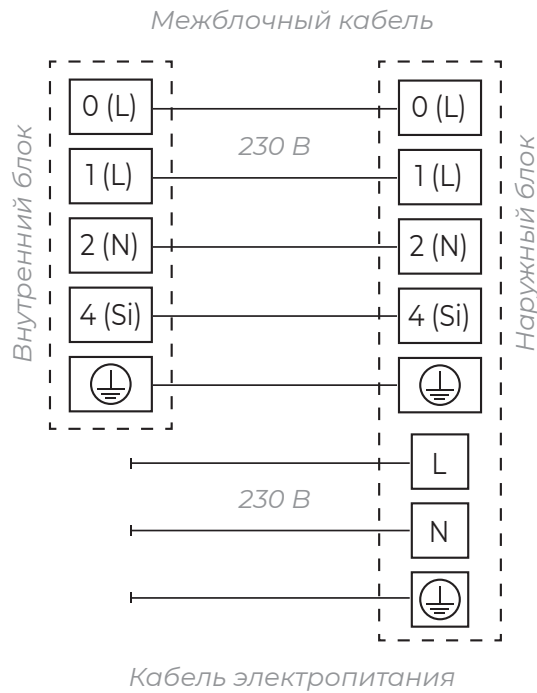 Межблочный кабель
Внутренний блок
Наружный блок
0 (L)
0 (L)
230 В
1 (L)
1 (L)
2 (N)
2 (N)
4 (Si)
4 (Si)
L
230 В
N
Кабель электропитания